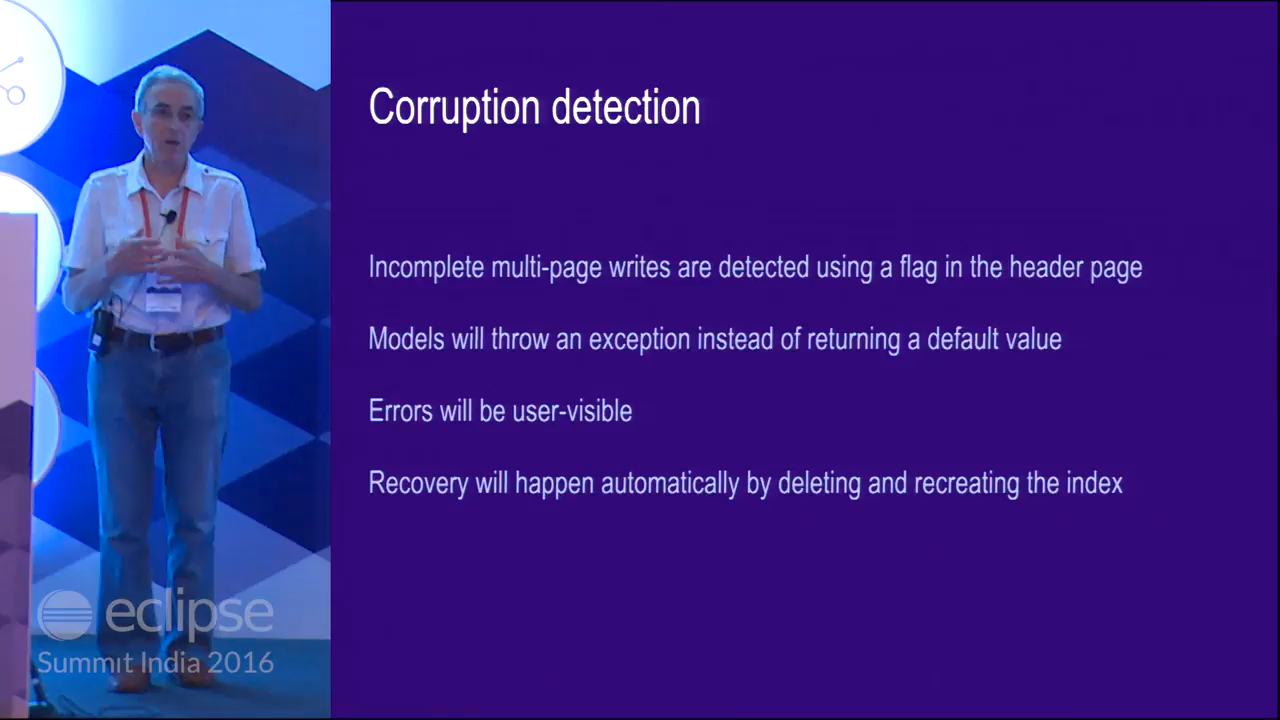 Corruption detection
Incomplete multi-page writes are detected using a flag in the header page
Models will throw an exception instead of returning a default value
Errors will be user-visible
Recovery will happen automatically by deleting and recreating the index
eclipse
Summit India 2016